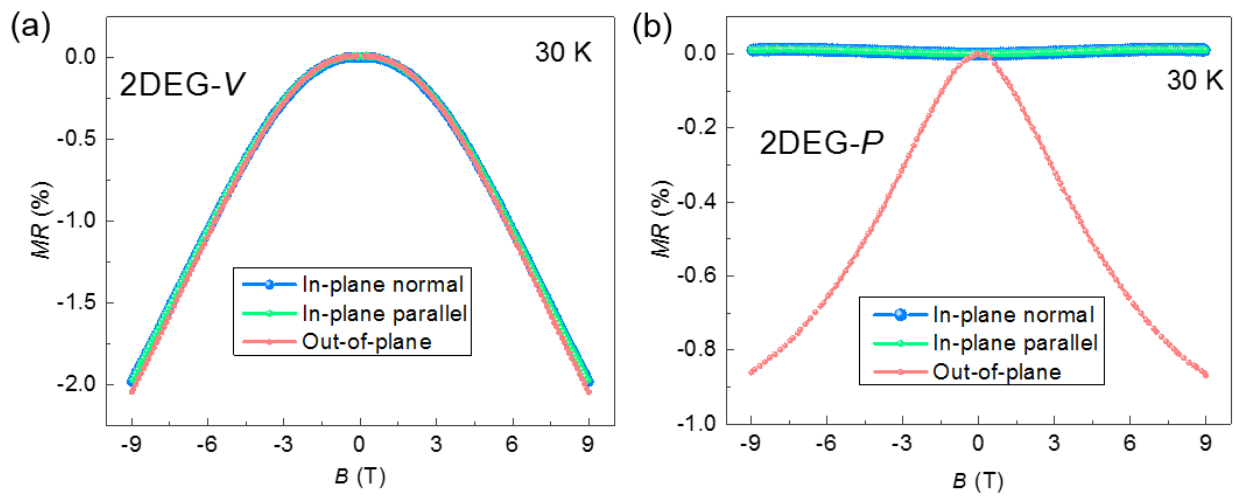 (a)
30 K
2DEG-V
MR (%)
0.0
-0.5
-1.0
-1.5
-2.0
In-plane normal
In-plane parallel
Out-of-plane
-9 -6 -3 0 3 6 9
B (T)
(b)
30 K
2DEG-P
MR (%)
0.0
-0.2
-0.4
-0.6
-0.8
-1.0
In-plane normal
In-plane parallel
Out-of-plane
-9 -6 -3 0 3 6 9
B (T)